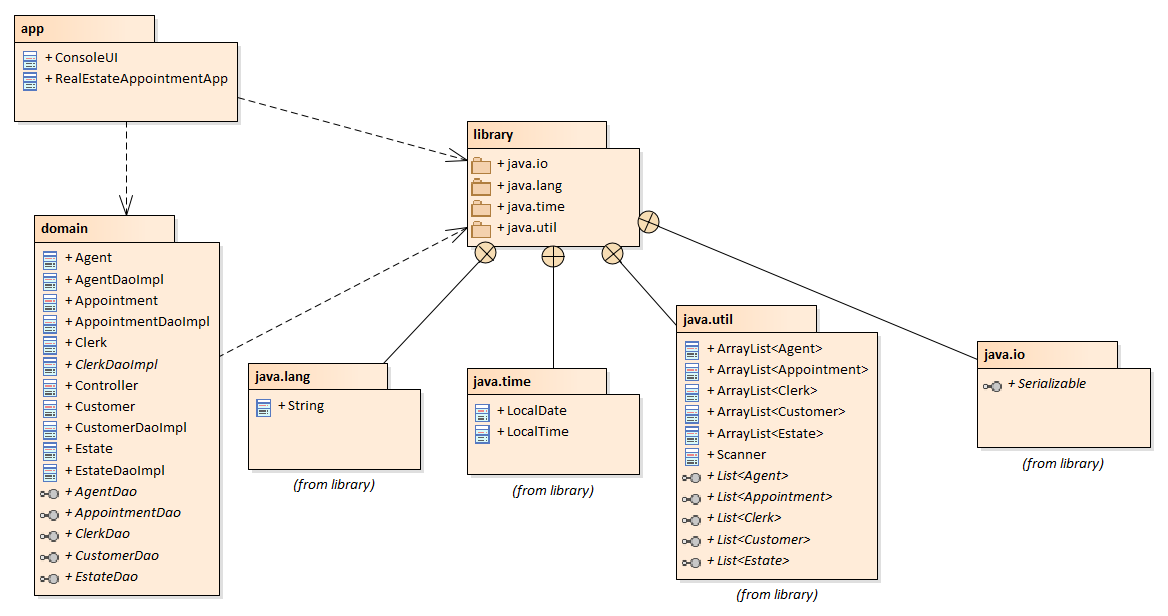 app
+ ConsoleUI
+ RealEstateAppointmentApp
library
+ java.io
+ java.lang
+ java.time
+ java.util
domain
+ Agent
+ AgentDaoImpl
+ Appointment
+ AppointmentDaoImpl
+ Clerk
+ ClerkDaoImpl
+ Controller
+ Customer
+ CustomerDaoImpl
+ Estate
+ EstateDaoImpl
+ AgentDao
+ AppointmentDao
+ ClerkDao
+ CustomerDao
+ EstateDao
java.lang
+ String
(from library)
java.time
+ LocalDate
+ LocalTime
(from library)
java.util
+ ArrayList<Agent>
+ ArrayList<Appointment>
+ ArrayList<Clerk>
+ ArrayList<Customer>
+ ArrayList<Estate>
+ Scanner
+ List<Agent>
+ List<Appointment>
+ List<Clerk>
+ List<Customer>
+ List<Estate>
(from library)
java.io
+ Serializable
(from library)